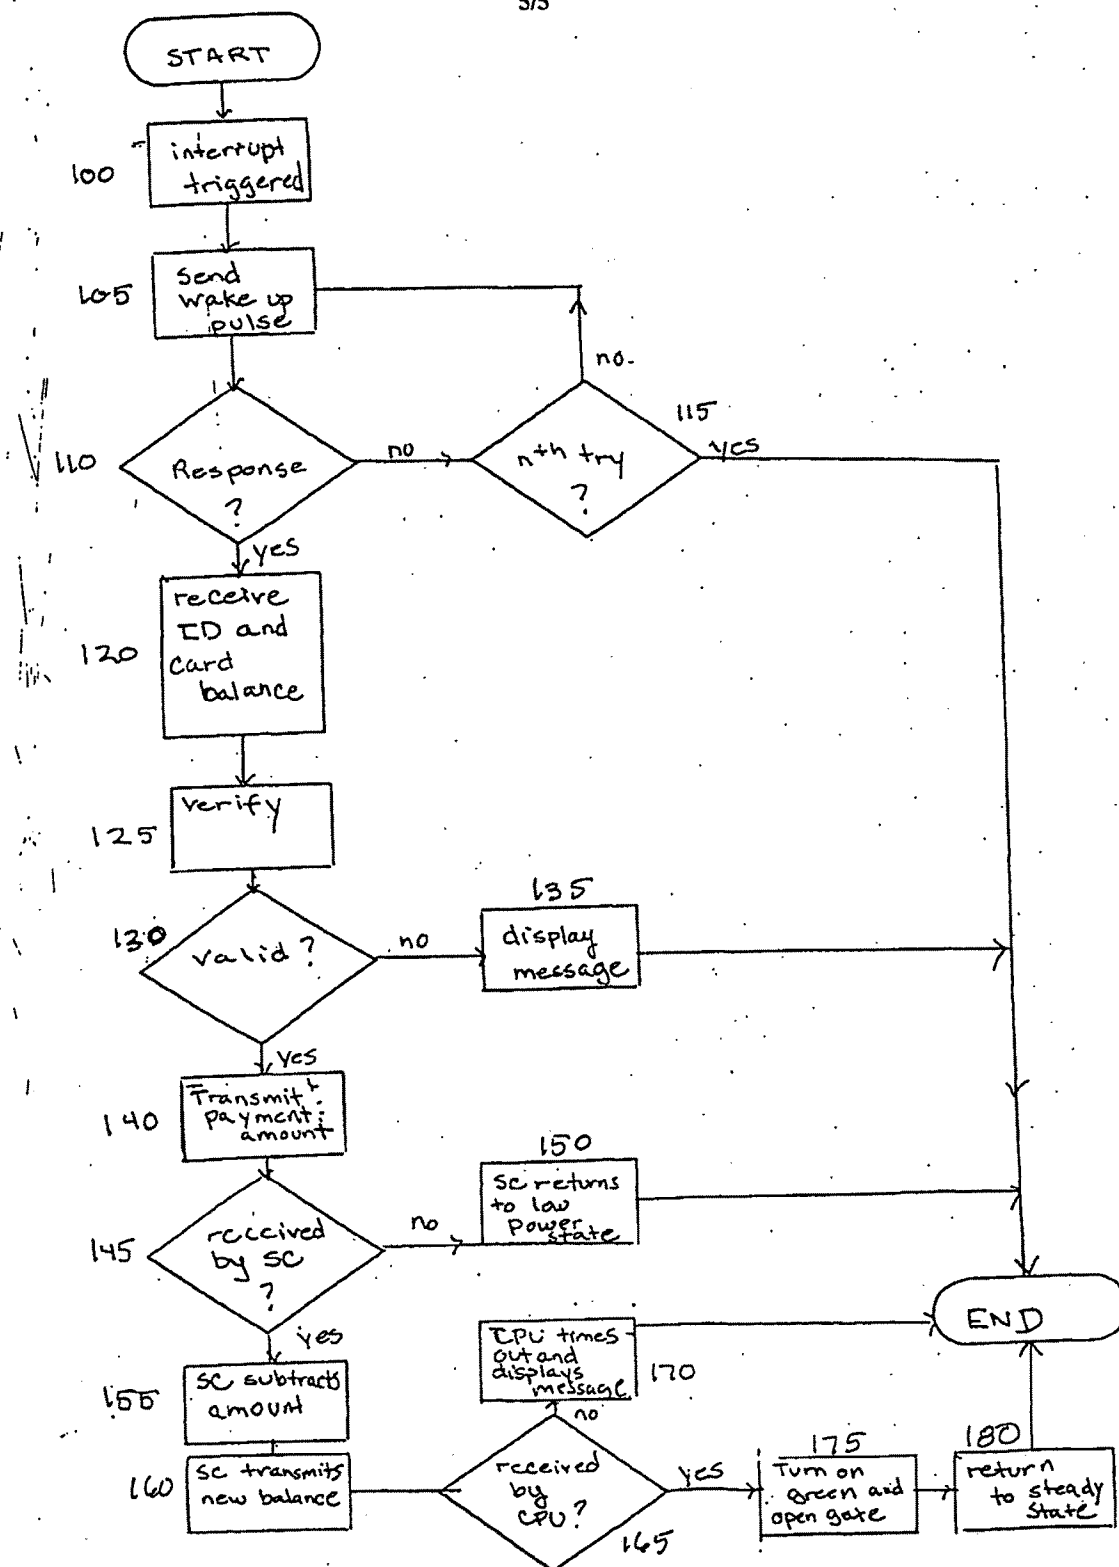 5/5
START
100
interrupt
triggered
105
Send
wake up
pulse
no.
110
Response
?
no
115
nth try
?
yes
yes
120
receive
ID and
card
balance
125
verify
130
valid?
no
135
display
message
yes
140
Transmit
payment
amount
145
received
by SC
?
no
150
SC returns
to low
power
state
yes
155
SC subtracts
amount
160
SC transmits
new balance
CPU times
out and
displays
message
170
no
received
by
CPU?
165
yes
175
Turn on
green and
open gate
180
return
to steady
state
END